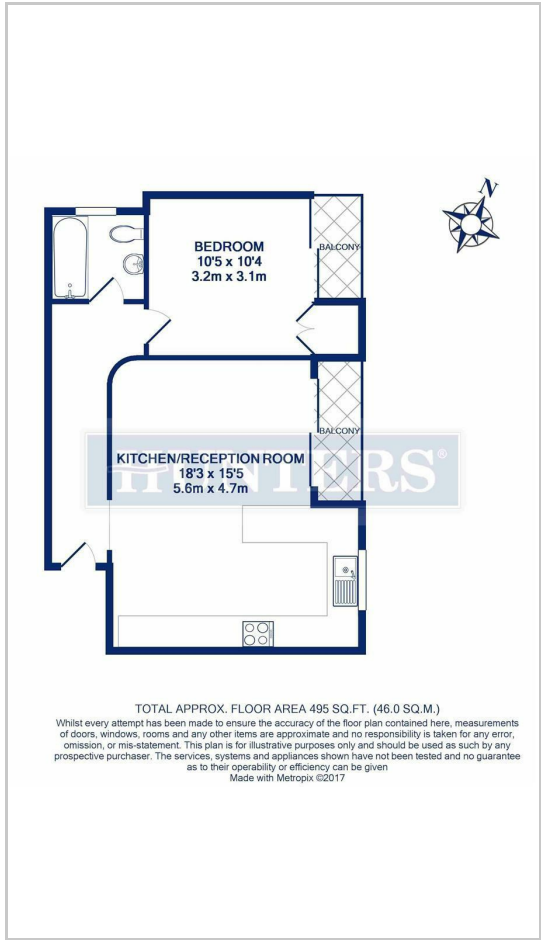 N
BEDROOM
10'5 x 10'4
3.2m x 3.1m
BALCONY
BALCONY
KITCHEN/RECEPTION ROOM
18'3 x 15'5
5.6m x 4.7m
HUNTERS®
TOTAL APPROX. FLOOR AREA 495 SQ.FT. (46.0 SQ.M.)
Whilst every attempt has been made to ensure the accuracy of the floor plan contained here, measurements
of doors, windows, rooms and any other items are approximate and no responsibility is taken for any error,
omission, or mis-statement. This plan is for illustrative purposes only and should be used as such by any
prospective purchaser. The services, systems and appliances shown have not been tested and no guarantee
as to their operability or efficiency can be given
Made with Metropix ©2017